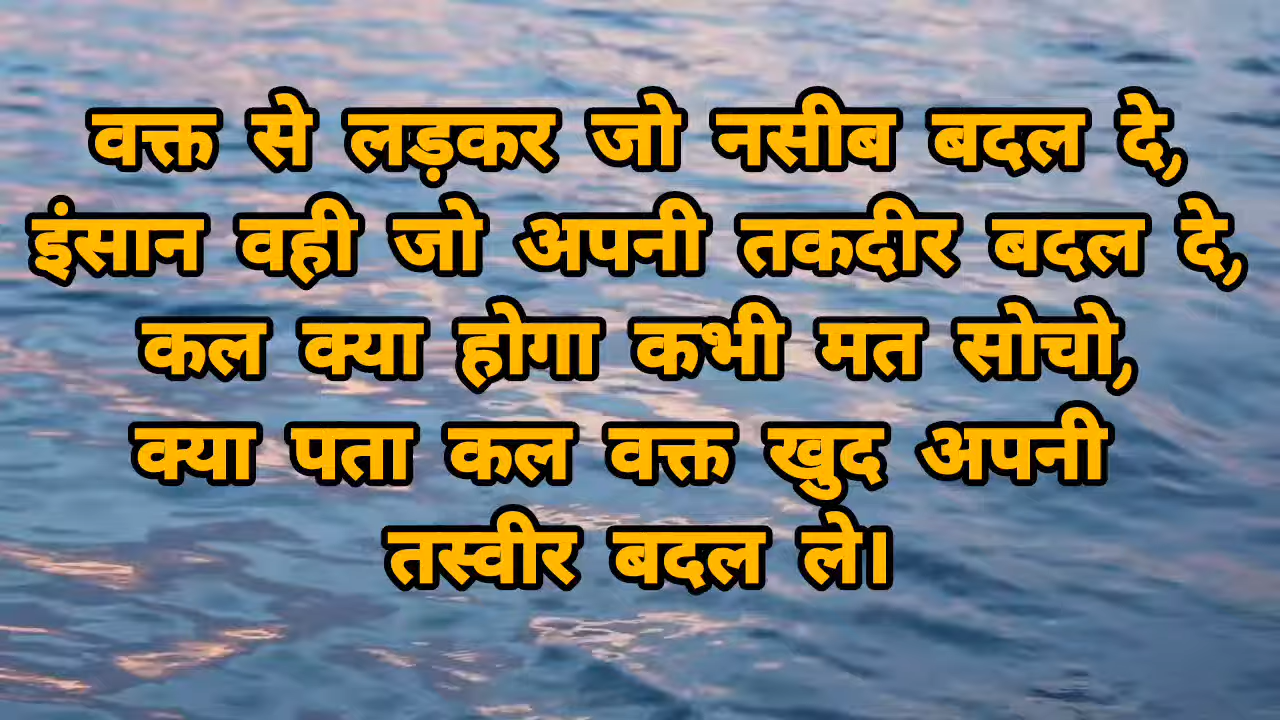 वक्त से लड़कर जो नसीब बदल दे,
इंसान वही जो अपनी तकदीर बदल दे,
कल क्या होगा कभी मत सोचो,
क्या पता कल वक्त खुद अपनी
तस्वीर बदल ले।